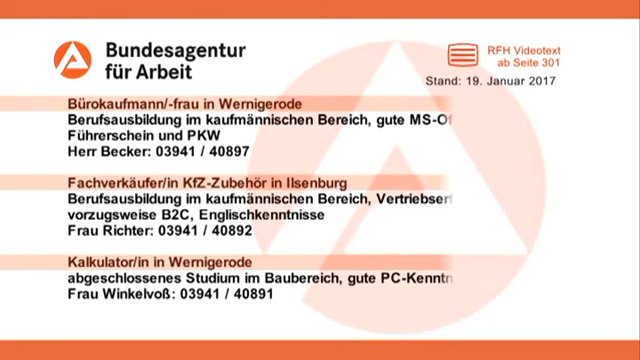 Bundesagentur
für Arbeit
RFH Videotext
ab Seite 301
Stand: 19. Januar 2017
Bürokaufmann/-frau in Wernigerode
Berufsausbildung im kaufmännischen Bereich, gute MS-Of
Führerschein und PKW
Herr Becker: 03941 / 40897
Fachverkäufer/in KfZ-Zubehör in Ilsenburg
Berufsausbildung im kaufmännischen Bereich, Vertriebserf
vorzugsweise B2C, Englischkenntnisse
Frau Richter: 03941 / 40892
Kalkulator/in in Wernigerode
abgeschlossenes Studium im Baubereich, gute PC-Kenntn
Frau Winkelvoß: 03941 / 40891